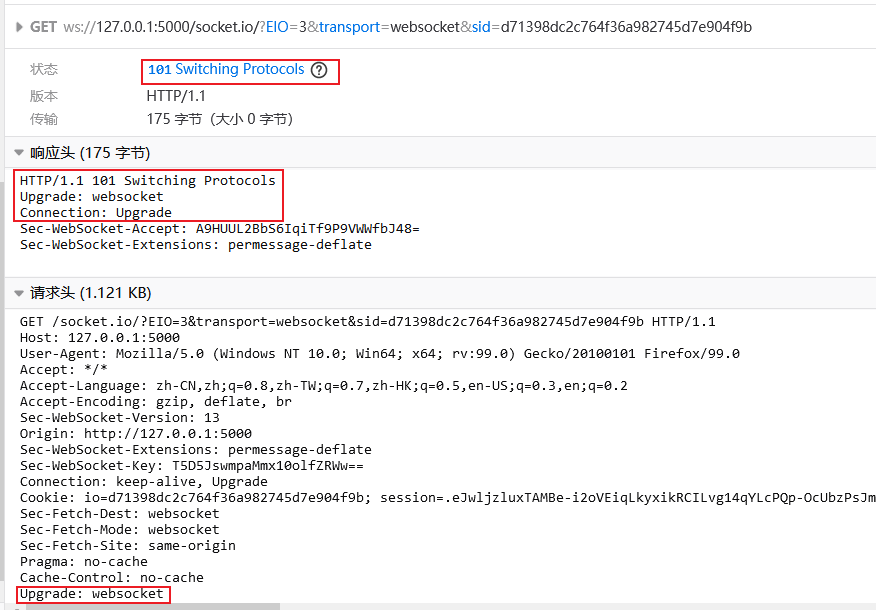 GET ws://127.0.0.1:5000/socket.io/?EIO=3&transport=websocket&sid=d71398dc2c764f36a982745d7e904f9b
状态 101 Switching Protocols ?
版本 HTTP/1.1
传输 175 字节 (大小 0 字节)
响应头 (175 字节)
HTTP/1.1 101 Switching Protocols
Upgrade: websocket
Connection: Upgrade
Sec-WebSocket-Accept: A9HUUL2BbS6IqiTf9P9VWWfbJ48=
Sec-WebSocket-Extensions: permessage-deflate
请求头 (1.121 KB)
GET /socket.io/?EIO=3&transport=websocket&sid=d71398dc2c764f36a982745d7e904f9b HTTP/1.1
Host: 127.0.0.1:5000
User-Agent: Mozilla/5.0 (Windows NT 10.0; Win64; x64; rv:99.0) Gecko/20100101 Firefox/99.0
Accept: */*
Accept-Language: zh-CN,zh;q=0.8,zh-TW;q=0.7,zh-HK;q=0.5,en-US;q=0.3,en;q=0.2
Accept-Encoding: gzip, deflate, br
Sec-WebSocket-Version: 13
Origin: http://127.0.0.1:5000
Sec-WebSocket-Extensions: permessage-deflate
Sec-WebSocket-Key: T5D5JswmpaMmx10olfZRWw==
Connection: keep-alive, Upgrade
Cookie: io=d71398dc2c764f36a982745d7e904f9b; session=.eJwljzluxTAMBe-i2oVEiqLkyxikRCILvg14qYLcPQp-OcUbzPsJm
Sec-Fetch-Dest: websocket
Sec-Fetch-Mode: websocket
Sec-Fetch-Site: same-origin
Pragma: no-cache
Cache-Control: no-cache
Upgrade: websocket